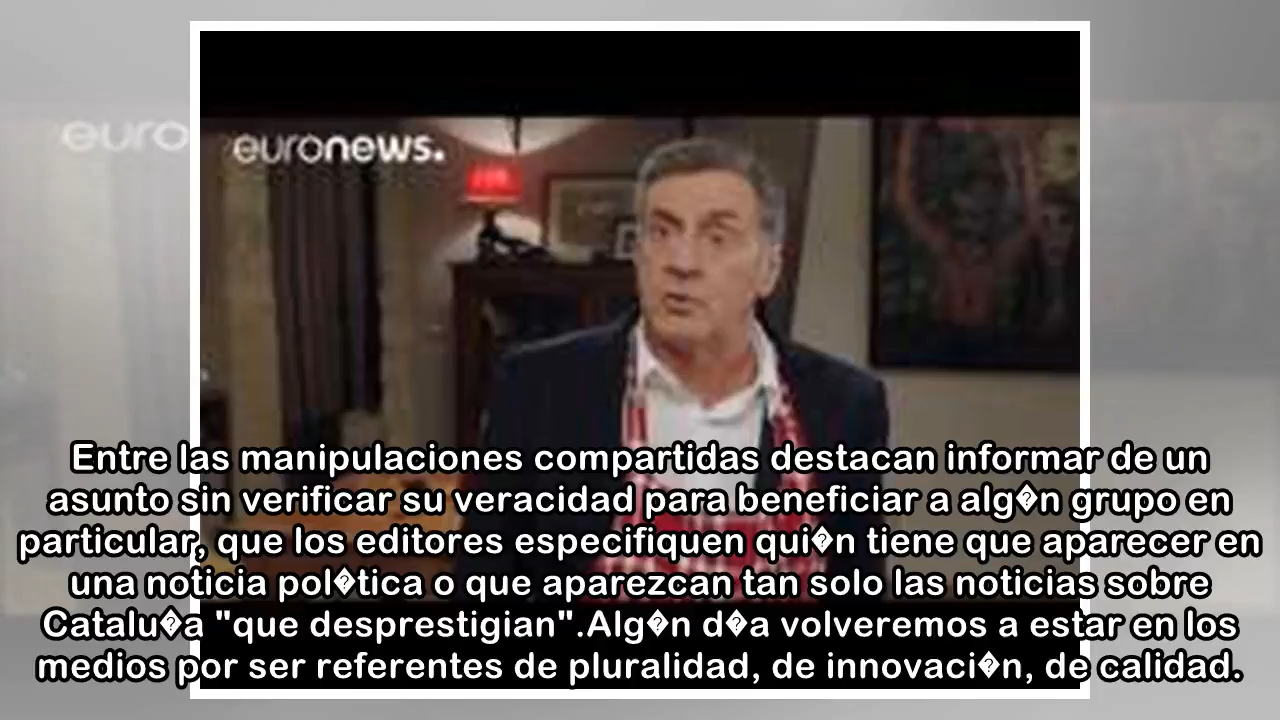 euro
euronews.
Entre las manipulaciones compartidas destacan informar de un
asunto sin verificar su veracidad para beneficiar a alg�n grupo en
particular, que los editores especifiquen qui�n tiene que aparecer en
una noticia pol�tica o que aparezcan tan solo las noticias sobre
Catalu�a "que desprestigian".Alg�n d�a volveremos a estar en los
medios por ser referentes de pluralidad, de innovaci�n, de calidad.